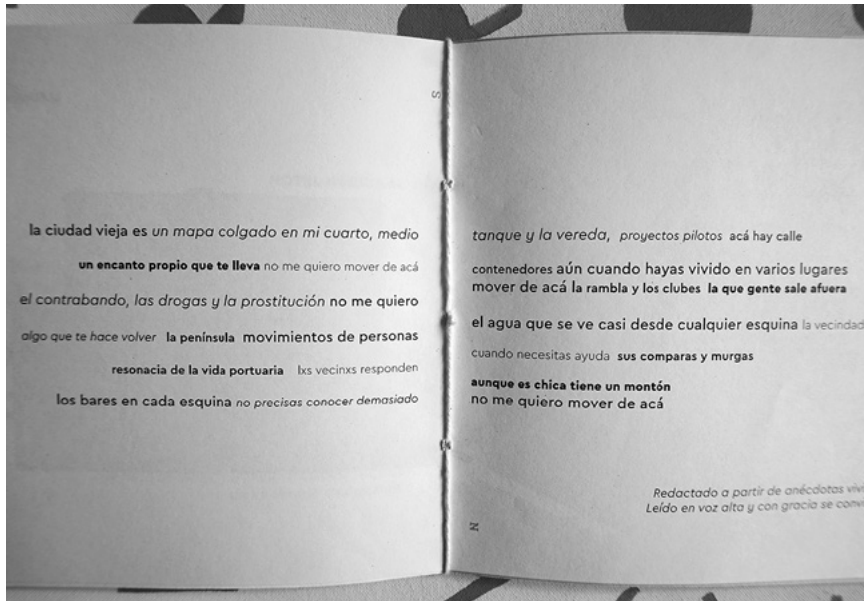 S
la ciudad vieja es un mapa colgado en mi cuarto, medio
un encanto propio que te lleva no me quiero mover de acá
el contrabando, las drogas y la prostitución no me quiero
algo que te hace volver la península movimientos de personas
resonacia de la vida portuaria lxs vecinxs responden
los bares en cada esquina no precisas conocer demasiado
tanque y la vereda, proyectos pilotos acá hay calle
contenedores aún cuando hayas vivido en varios lugares
mover de acá la rambla y los clubes la que gente sale afuera
el agua que se ve casi desde cualquier esquina la vecindad
cuando necesitas ayuda sus comparas y murgas
aunque es chica tiene un montón
no me quiero mover de acá
Redactado a partir de anécdotas
Leído en voz alta y con gracia se
N